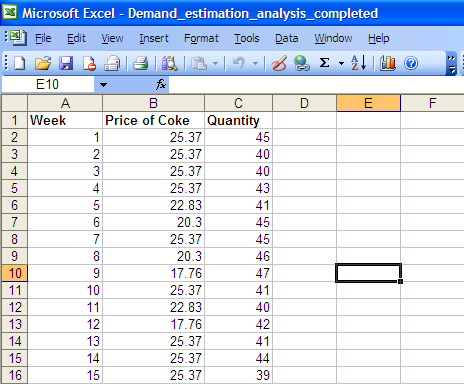 Microsoft Excel - Demand_estimation_analysis_completed
File Edit View Insert Format Tools Data Window Help
E10 fx
A B C D E F
1 Week Price of Coke Quantity
2 1 25.37 45
3 2 25.37 40
4 3 25.37 40
5 4 25.37 43
6 5 22.83 41
7 6 20.3 45
8 7 25.37 45
9 8 20.3 46
10 9 17.76 47
11 10 25.37 41
12 11 22.83 40
13 12 17.76 42
14 13 25.37 41
15 14 25.37 44
16 15 25.37 39